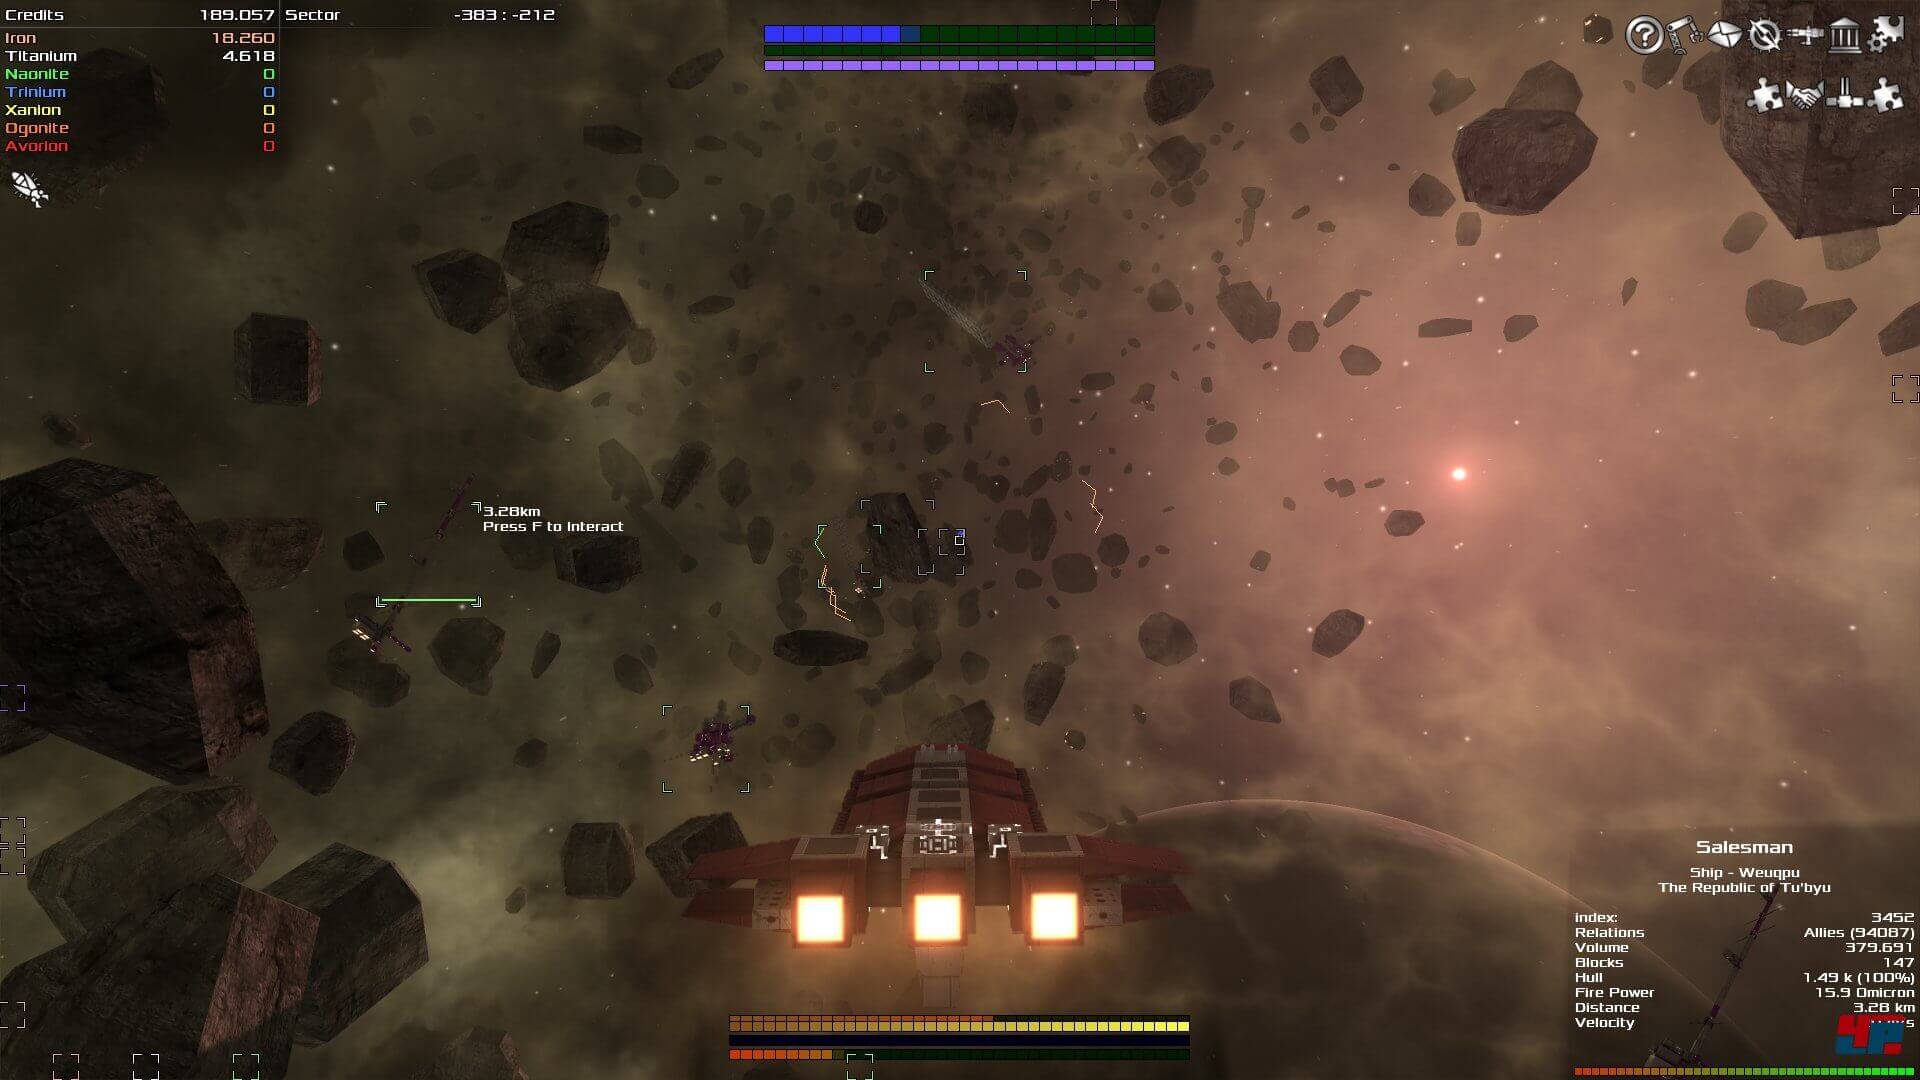 Credits 189.057
Sector -383 : -212
Iron 18.260
Titanium 4.618
Naonite 0
Trinium 0
Xanion 0
Ogonite 0
Avorion 0
3.28km
Press F to Interact
Salesman
Ship - Weuqpu
The Republic of Tu'byu
index: 3452
Relations Allies (94087)
Volume 379.691
Blocks 147
Hull 1.49 k (100%)
Fire Power 15.9 Omicron
Distance 3.28 km
Velocity
4P